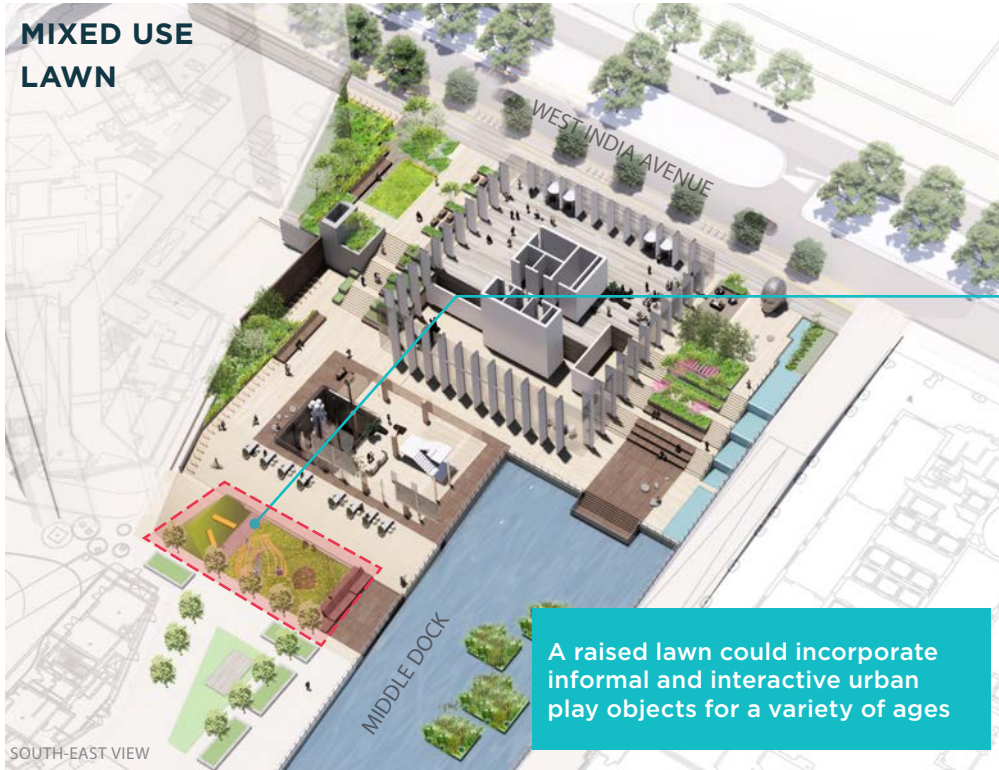 MIXED USE
LAWN
WEST INDIA AVENUE
MIDDLE DOCK
A raised lawn could incorporate
informal and interactive urban
play objects for a variety of ages
SOUTH-EAST VIEW